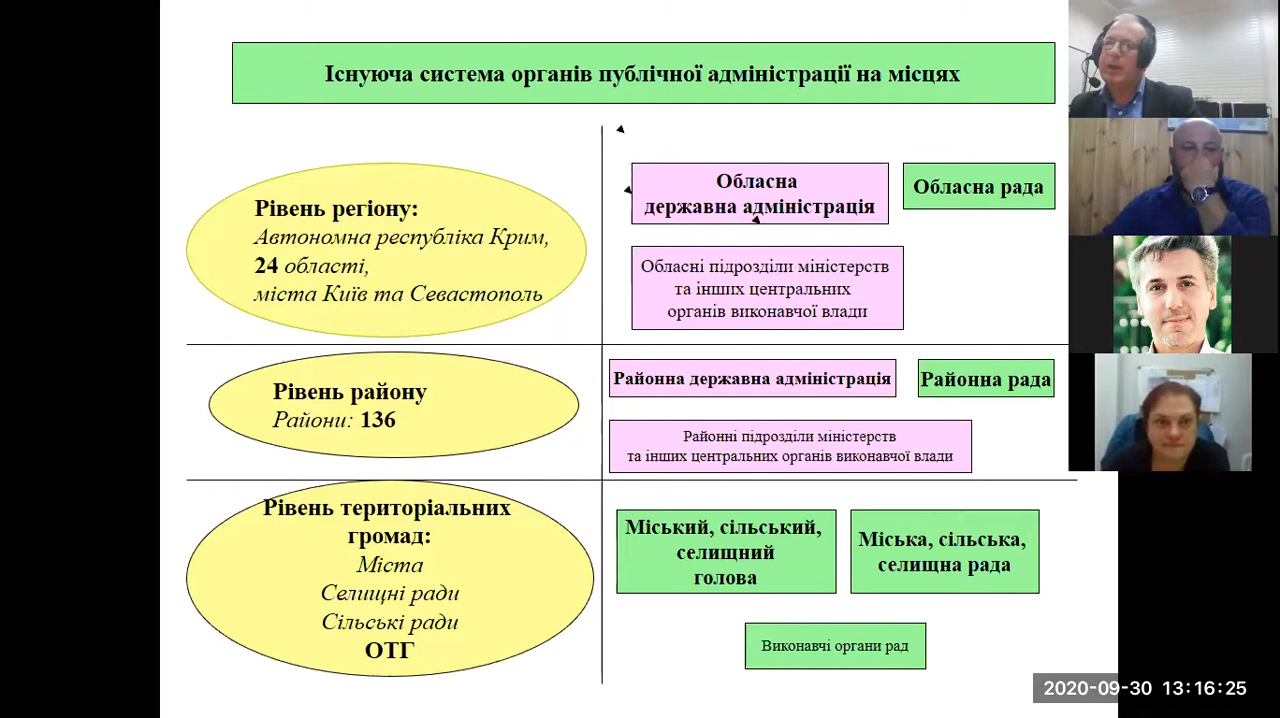 Існуюча система органів публічної адміністрації на місцях
Рівень регіону:
Автономна республіка Крим,
24 області,
міста Київ та Севастополь
Обласна
державна адміністрація
Обласна рада
Обласні підрозділи міністерств
та інших центральних
органів виконавчої влади
Рівень району
Райони: 136
Районна державна адміністрація
Районна рада
Районні підрозділи міністерств
та інших центральних органів виконавчої влади
Рівень територіальних
громад:
Міста
Селищні ради
Сільські ради
ОТГ
Міський, сільський,
селищний
голова
Міська, сільська,
селищна рада
Виконавчі органи рад
2020-09-30 13:16:25